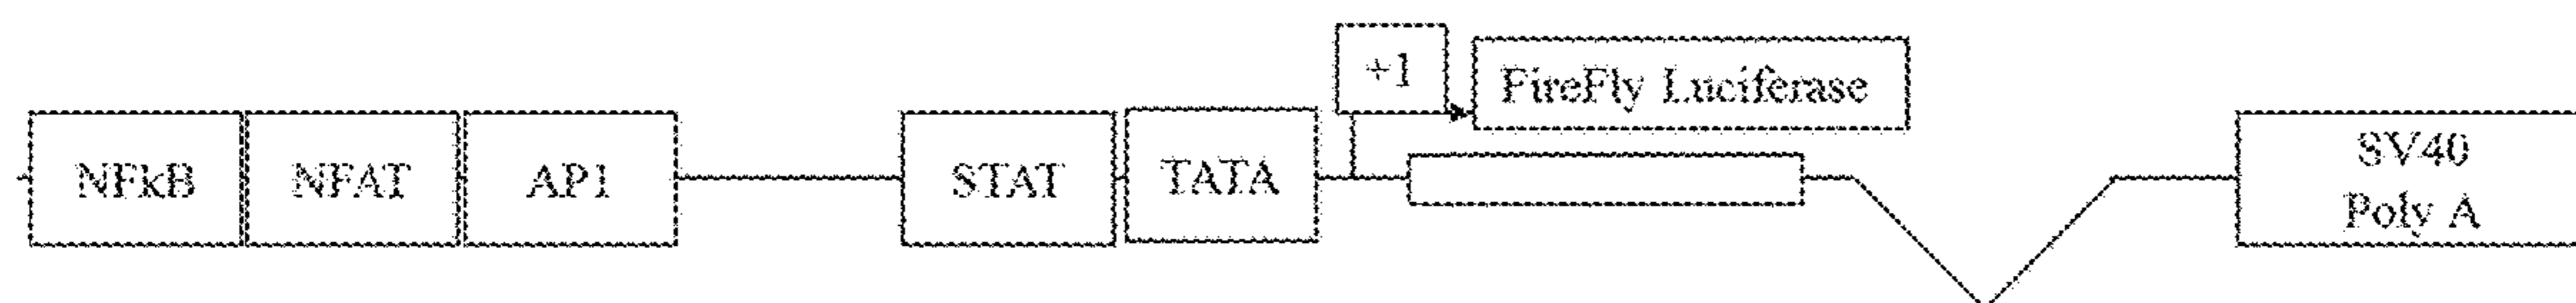 +1
FireFly Luciferase
NFkB
NFAT
AP1
STAT
TATA
SV40
Poly A